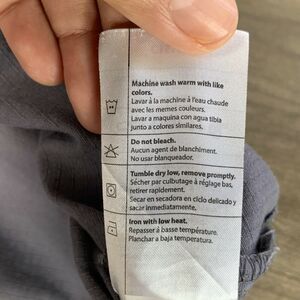 Machine wash warm with like
colors.
Lavar à la machine à l'eau chaude
avec les memes couleurs.
Lavar a maquina con agua tibia
junto a colores similares.
Do not bleach.
Aucun agent de blanchiment.
No usar blanqueador.
Tumble dry low, remove promptly.
Sécher par culbutage à réglage bas,
retirer rapidement.
Secar en secadora en ciclo delicado y
sacar inmediatamente.
Iron with low heat.
Repasser à basse température.
Planchar a baja temperatura.